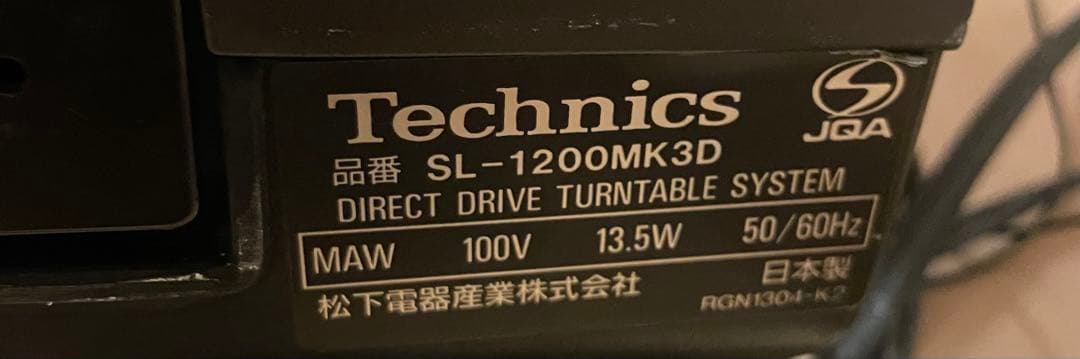 Technics
JQA
品番 SL-1200MK3D
DIRECT DRIVE TURNTABLE SYSTEM
MAW 100V 13.5W 50/60Hz
松下電器産業株式会社
日本製
RGN1304-K2